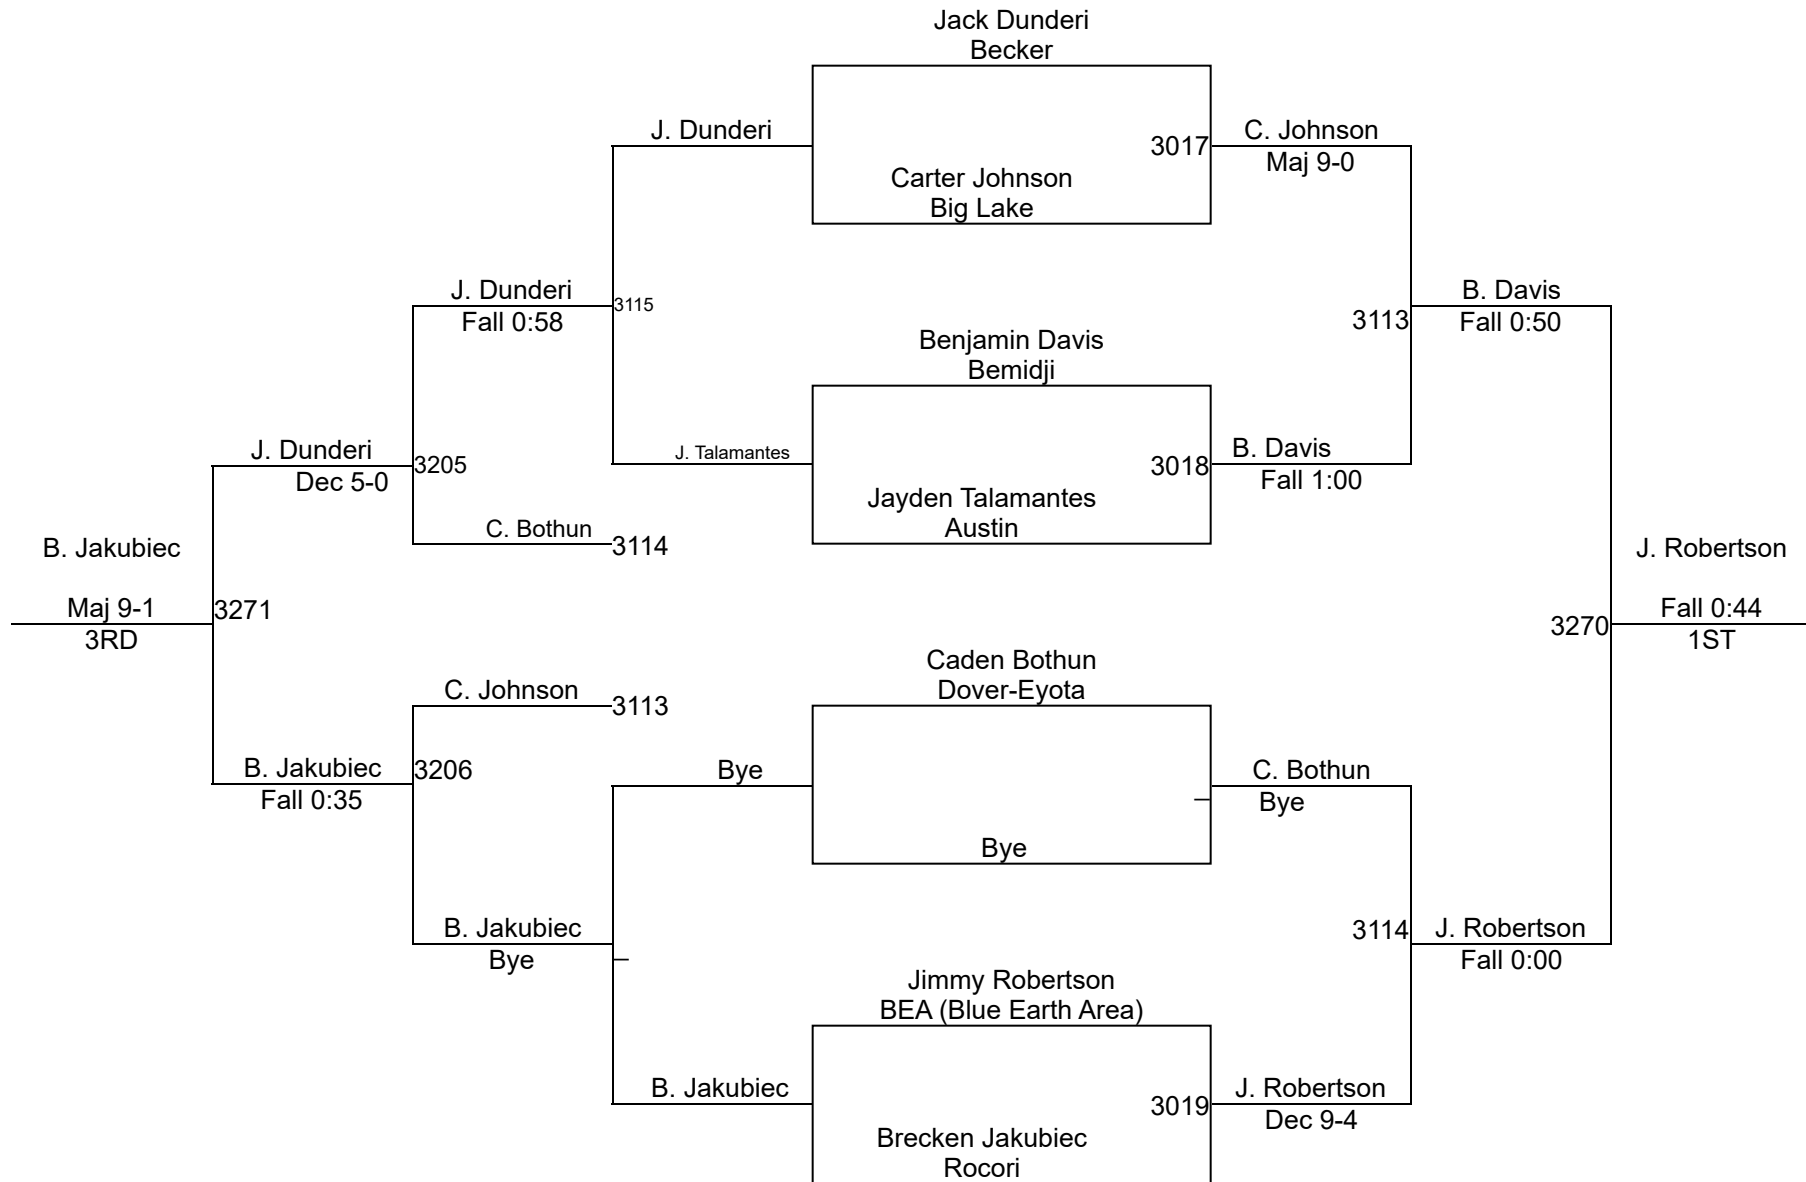 Jack Dunderi
Becker
J. Dunderi
3017
C. Johnson
Maj 9-0
Carter Johnson
Big Lake
J. Dunderi
Fall 0:58
3115
B. Davis
Fall 0:50
3113
Benjamin Davis
Bemidji
J. Dunderi
Dec 5-0
3205
J. Talamantes
3018
B. Davis
Fall 1:00
Jayden Talamantes
Austin
C. Bothun
3114
B. Jakubiec
Maj 9-1
3RD
3271
J. Robertson
Fall 0:44
1ST
3270
Caden Bothun
Dover-Eyota
C. Johnson
3113
B. Jakubiec
Fall 0:35
3206
Bye
C. Bothun
Bye
Bye
B. Jakubiec
Bye
3114
J. Robertson
Fall 0:00
Jimmy Robertson
BEA (Blue Earth Area)
B. Jakubiec
3019
J. Robertson
Dec 9-4
Brecken Jakubiec
Rocori